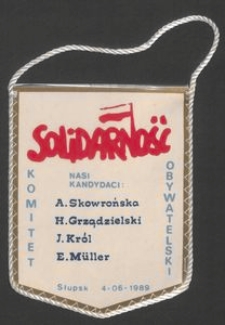 SOLIDARNOŚĆ
KOMITET
NASI
KANDYDACI:
A. Skowrońska
H. Grządzielski
J. Król
E. Müller
OBYWATELSKI
Słupsk 4-06-1989